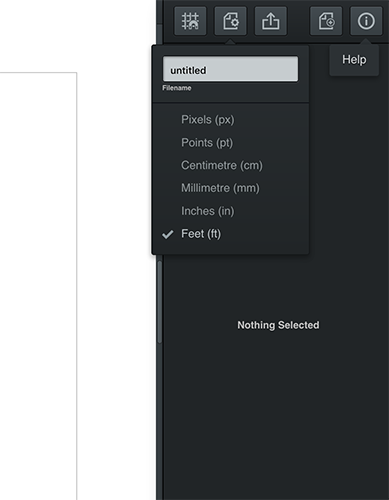 untitled
Filename
Help
Pixels (px)
Points (pt)
Centimetre (cm)
Millimetre (mm)
Inches (in)
Feet (ft)
Nothing Selected